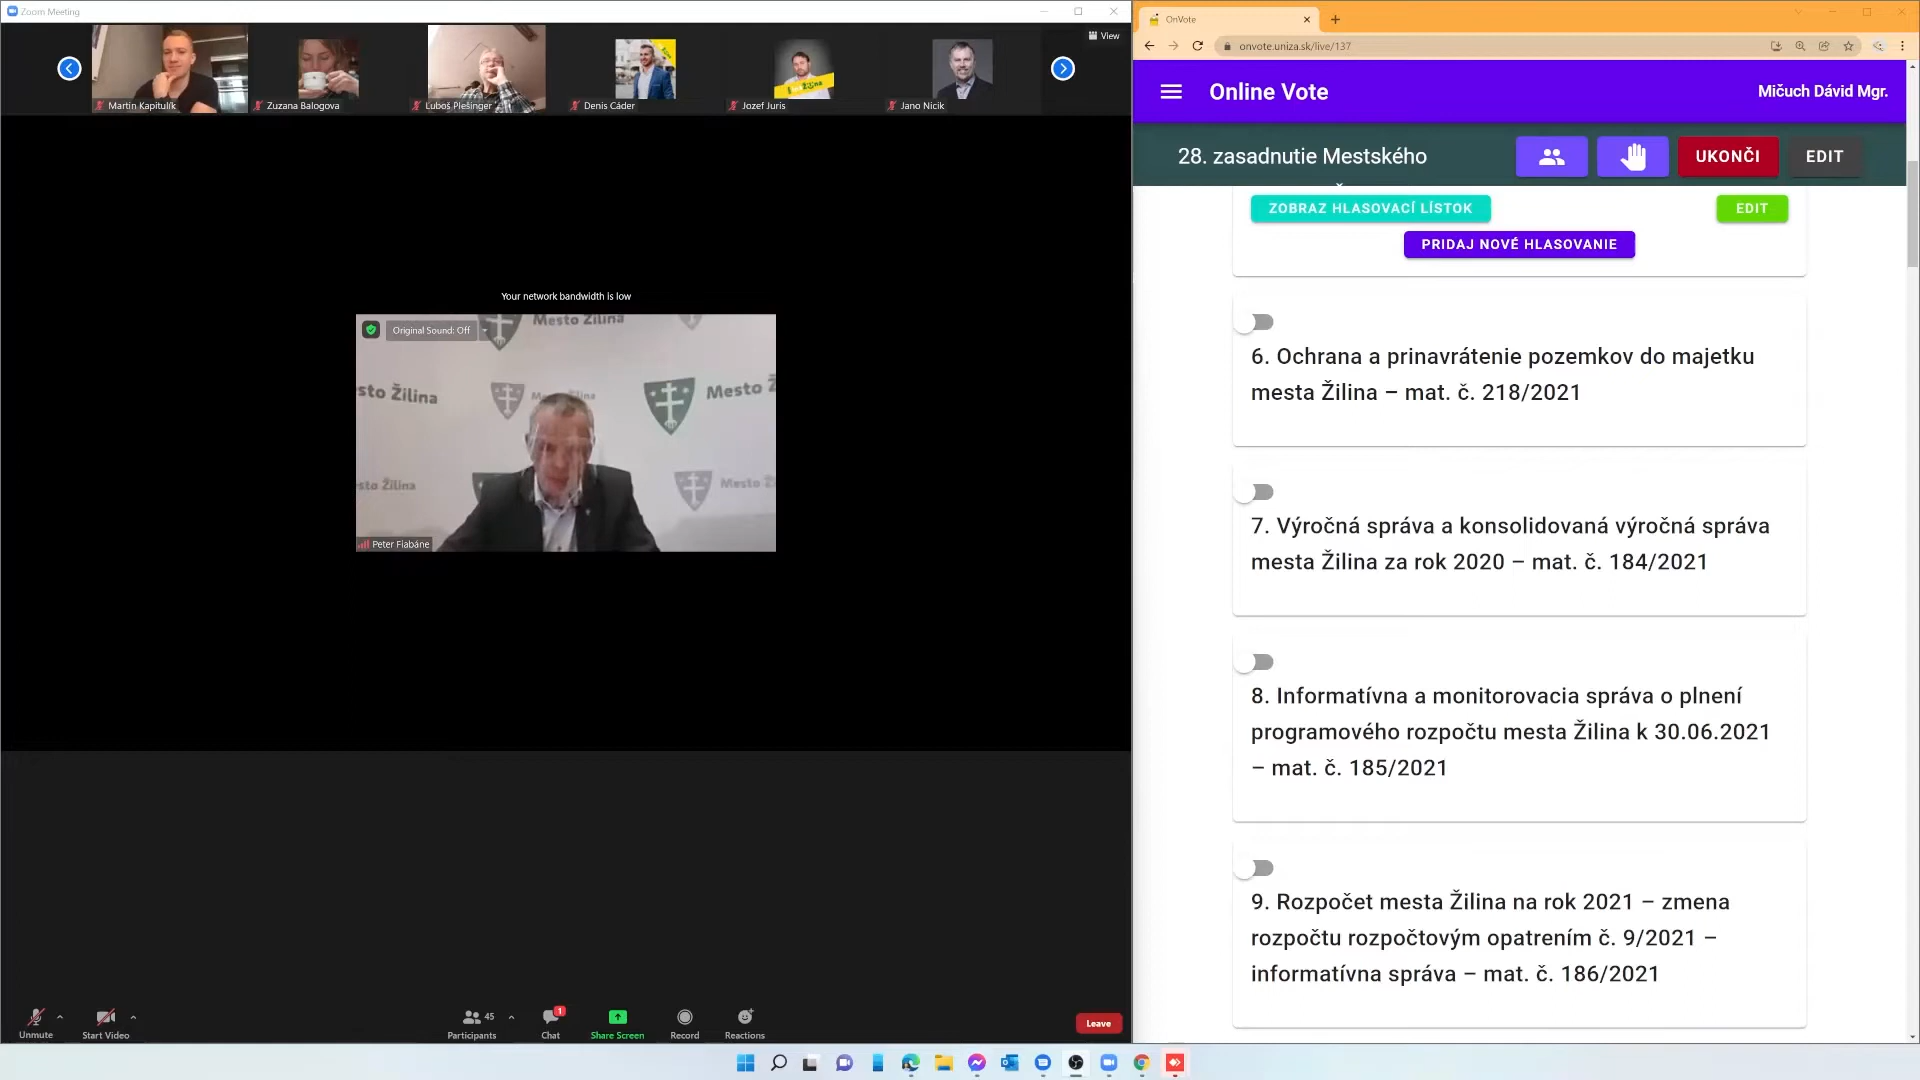 Zoom Meeting
View
Martin Kapitulík
Zuzana Balogova
Ľuboš Plešinger
Denis Cáder
Jozef Juris
Jano Nicík
Your network bandwidth is low
Original Sound: Off
Mesto Žilina
sto Žilina
Mesto Ž
sto Žilina
Mesto Ž
Peter Fiabáne
Unmute
Start Video
45
Participants
1
Chat
Share Screen
Record
Reactions
Leave
OnVote
onvote.uniza.sk/live/137
Online Vote
Mičuch Dávid Mgr.
28. zasadnutie Mestského
UKONČI
EDIT
ZOBRAZ HLASOVACÍ LÍSTOK
EDIT
PRIDAJ NOVÉ HLASOVANIE
6. Ochrana a prinavrátenie pozemkov do majetku
mesta Žilina – mat. č. 218/2021
7. Výročná správa a konsolidovaná výročná správa
mesta Žilina za rok 2020 – mat. č. 184/2021
8. Informatívna a monitorovacia správa o plnení
programového rozpočtu mesta Žilina k 30.06.2021
– mat. č. 185/2021
9. Rozpočet mesta Žilina na rok 2021 – zmena
rozpočtu rozpočtovým opatrením č. 9/2021 –
informatívna správa – mat. č. 186/2021